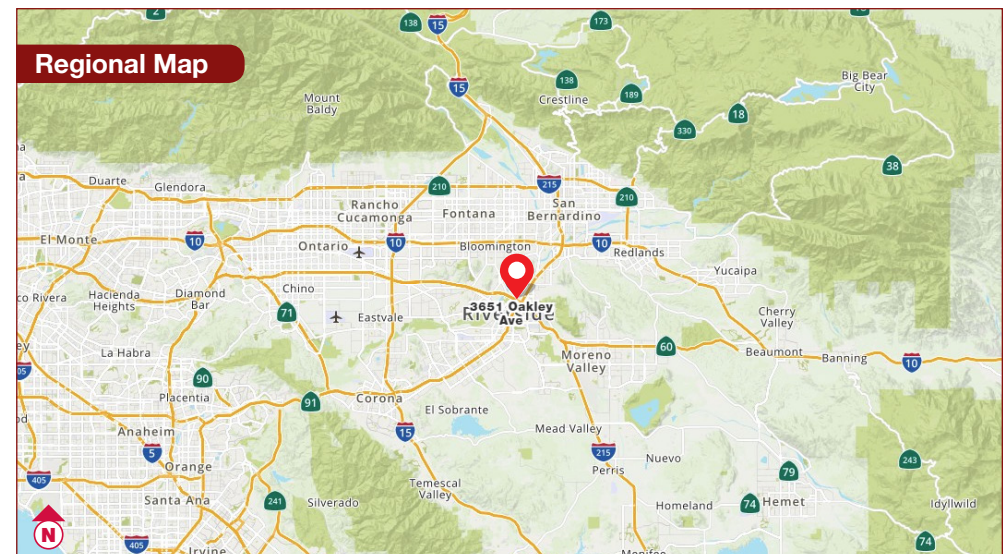 Regional Map
2
138
15
173
18
138
15
Crestline
189
Big Bear
City
Mount
Baldy
18
330
38
Duarte
Glendora
210
215
210
Rancho
Cucamonga
Fontana
San
Bernardino
El Monte
10
Ontario
10
Bloomington
10
Redlands
Yucaipa
Hacienda
Heights
Diamond
Bar
Chino
3651 Oakley
Ave
Riverside
71
Eastvale
Cherry
Valley
La Habra
Moreno
Valley
60
Beaumont
Banning
10
90
Placentia
91
Corona
El Sobrante
15
Anaheim
Mead Valley
5
Orange
215
Perris
Nuevo
79
243
405
Santa Ana
241
Silverado
Temescal
Valley
Homeland
74
Hemet
Idyllwild
N
405
Irvine
Menifee
74